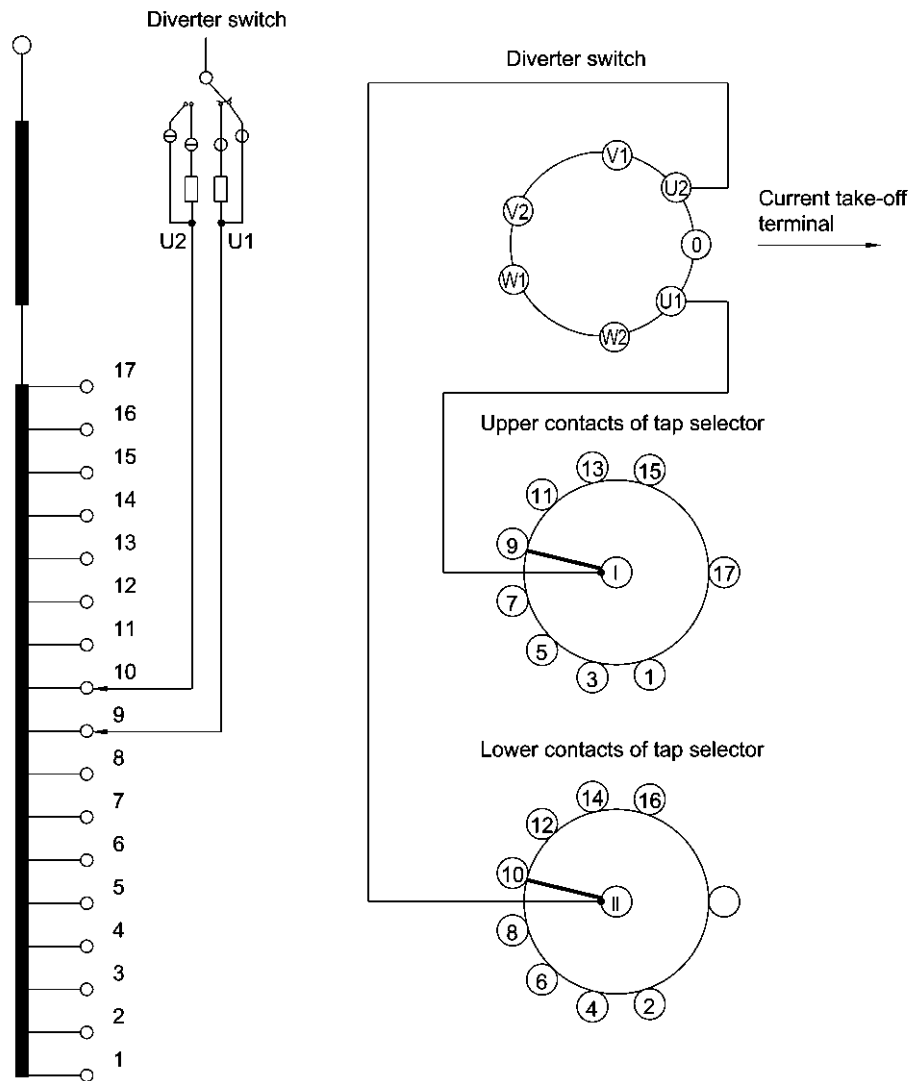 Diverter switch
U2
U1
17
16
15
14
13
12
11
10
9
8
7
6
5
4
3
2
1
Diverter switch
V1
U2
V2
0
W1
U1
W2
Current take-off
terminal
Upper contacts of tap selector
13
15
11
9
I
17
7
5
3
1
Lower contacts of tap selector
14
16
12
10
II
8
6
4
2